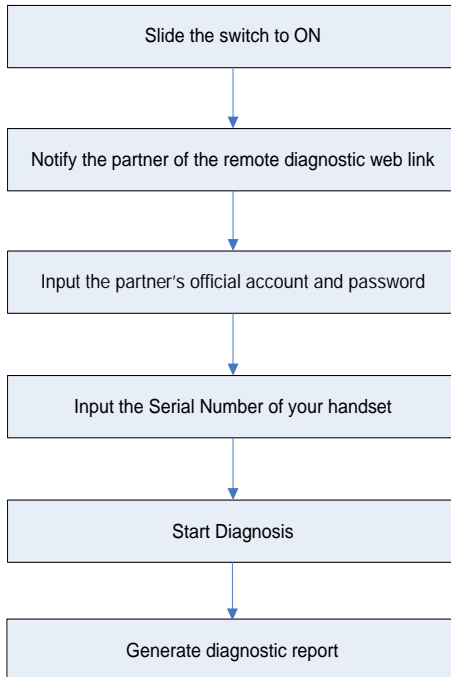 Slide the switch to ON
Notify the partner of the remote diagnostic web link
Input the partner's official account and password
Input the Serial Number of your handset
Start Diagnosis
Generate diagnostic report